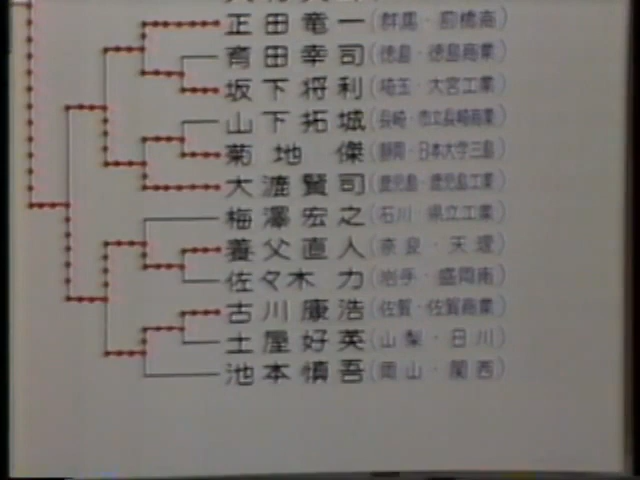 正田竜一(群馬・前橋商)
育田幸司(徳島・徳島商業)
坂下将利(埼玉・大宮工業)
山下拓城(長崎・市立長崎商業)
菊地 傑(静岡・日本大学三島)
大漉賢司(鹿児島・鹿児島工業)
梅澤宏之(石川 県立工業)
養父直人(奈良・天理)
佐々木力(岩手・盛岡南)
古川康浩(佐賀・佐賀商業)
土屋好英(山梨・日川)
池本慎吾(岡山・関西)